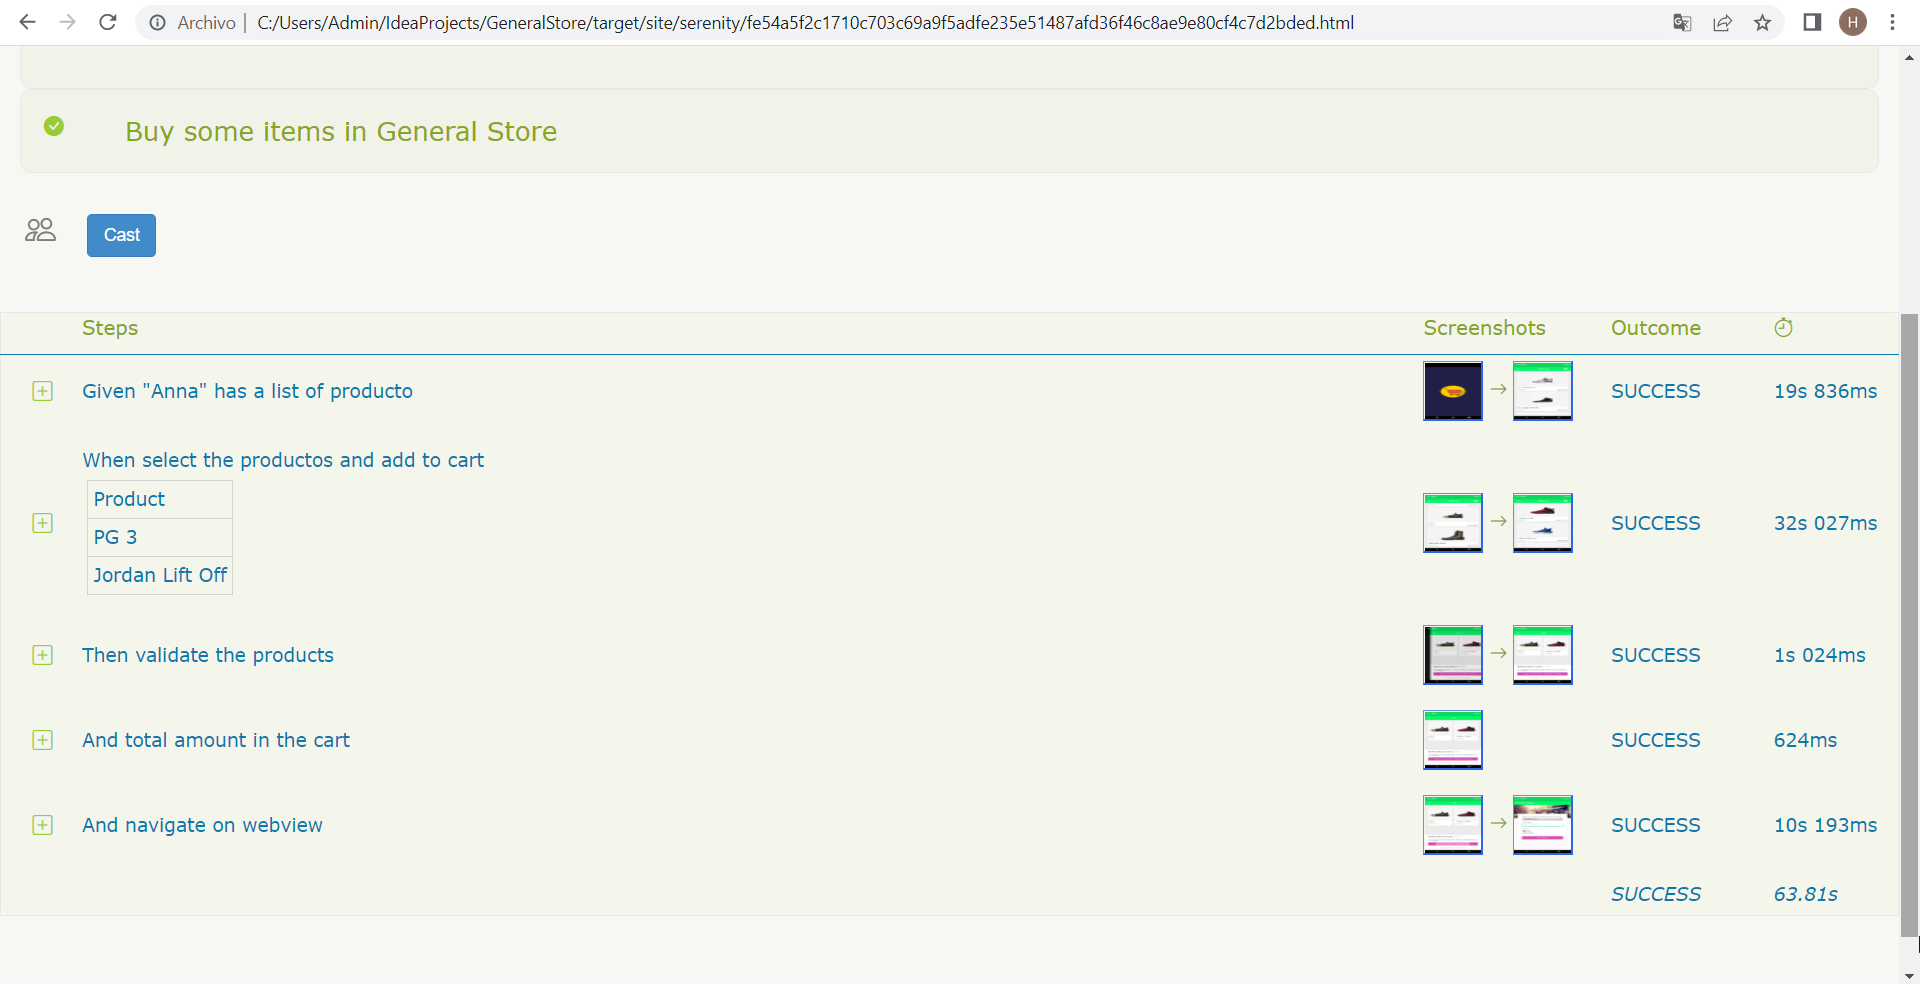 Archivo | C:/Users/Admin/IdeaProjects/GeneralStore/target/site/serenity/fe54a5f2c1710c703c69a9f5adfe235e51487afd36f46c8ae9e80cf4c7d2bded.html
H
Buy some items in General Store
Cast
Steps Screenshots Outcome
Given "Anna" has a list of producto SUCCESS 19s 836ms
When select the productos and add to cart
Product
PG 3
Jordan Lift Off
SUCCESS 32s 027ms
Then validate the products SUCCESS 1s 024ms
And total amount in the cart SUCCESS 624ms
And navigate on webview SUCCESS 10s 193ms
SUCCESS 63.81s